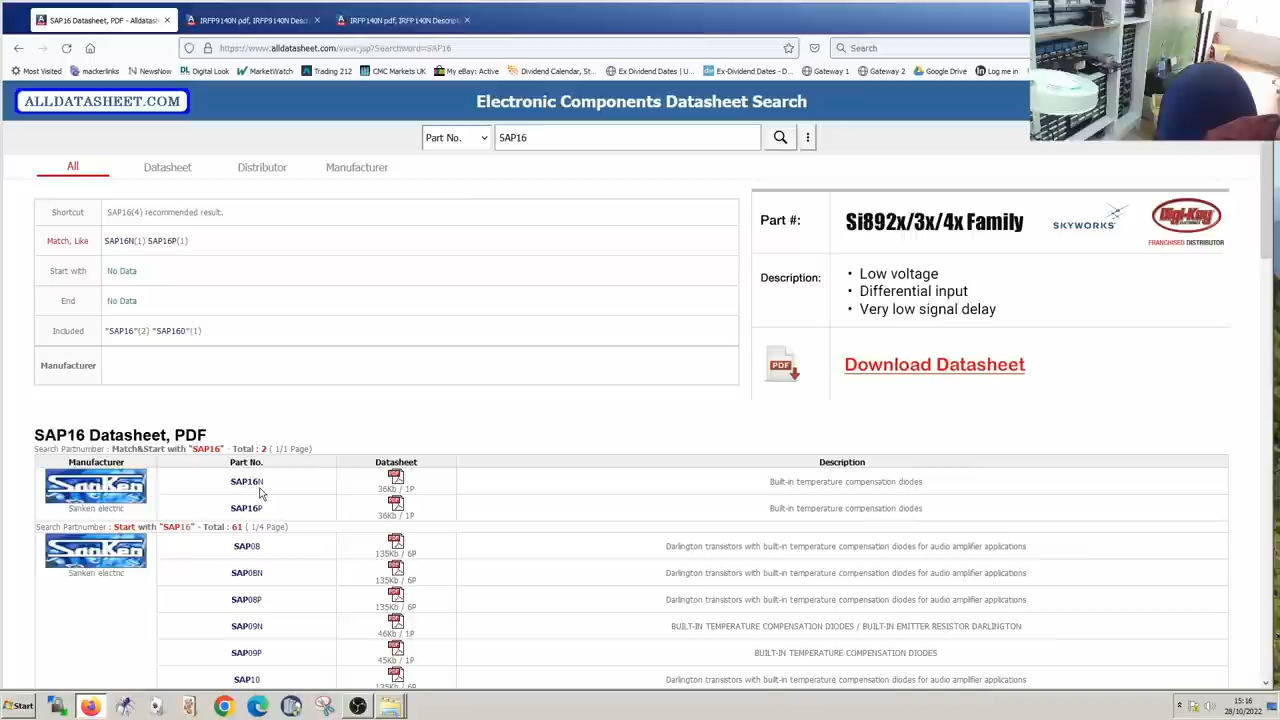 SAP16 Datasheet, PDF - Alldatash
IRFP9140N pdf, IRFP9140N Descri
IRFP140N pdf, IRFP140N Descripti
https://www.alldatasheet.com/view.jsp?Searchword=SAP16
Search
Most Visited
mackerlinks
NewsNow
Digital Look
MarketWatch
Trading 212
CMC Markets UK
My eBay: Active
Dividend Calendar, St...
Ex Dividend Dates | U...
Ex-Dividend Dates - D...
Gateway 1
Gateway 2
Google Drive
Log me in
ALLDATASHEET.COM
Electronic Components Datasheet Search
Part No.
SAP16
All
Datasheet
Distributor
Manufacturer
Shortcut
SAP16(4) recommended result.
Match, Like
SAP16N(1) SAP16P(1)
Start with
No Data
End
No Data
Included
"SAP16"(2) "SAP160"(1)
Manufacturer
Part #:
Si892x/3x/4x Family
SKYWORKS
Digi-Key
ELECTRONICS
FRANCHISED DISTRIBUTOR
Description:
• Low voltage
• Differential input
• Very low signal delay
PDF
Download Datasheet
SAP16 Datasheet, PDF
Search Partnumber : Match&Start with "SAP16" - Total : 2 ( 1/1 Page)
Manufacturer
Part No.
Datasheet
Description
SanKen
Sanken electric
SAP16N
36Kb / 1P
Built-in temperature compensation diodes
SAP16P
36Kb / 1P
Built-in temperature compensation diodes
Search Partnumber : Start with "SAP16" - Total : 61 ( 1/4 Page)
SanKen
Sanken electric
SAP08
135Kb / 6P
Darlington transistors with built-in temperature compensation diodes for audio amplifier applications
SAP08N
135Kb / 6P
Darlington transistors with built-in temperature compensation diodes for audio amplifier applications
SAP08P
135Kb / 6P
Darlington transistors with built-in temperature compensation diodes for audio amplifier applications
SAP09N
46Kb / 1P
BUILT-IN TEMPERATURE COMPENSATION DIODES / BUILT-IN EMITTER RESISTOR DARLINGTON
SAP09P
45Kb / 1P
BUILT-IN TEMPERATURE COMPENSATION DIODES
SAP10
135Kb / 6P
Darlington transistors with built-in temperature compensation diodes for audio amplifier applications
Start
15:16
28/10/2022